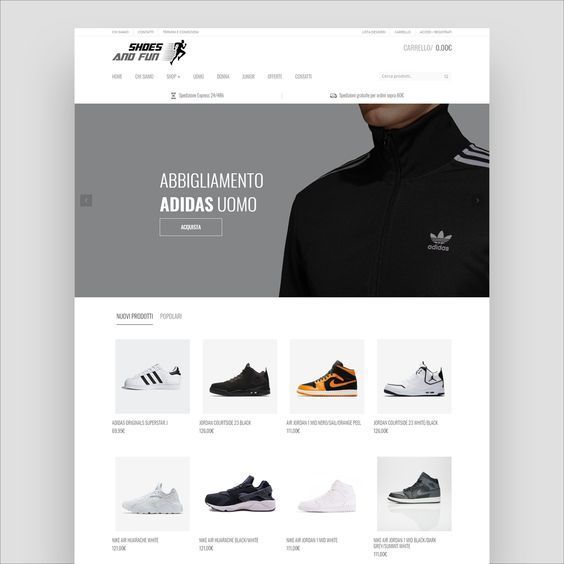 CHI SIAMO CONTATTI TERMINI E CONDIZIONI LISTA DESIDERI CARRELLO ACCEDI / REGISTRATI
SHOES
AND FUN
CARRELLO/ 0.00€
HOME CHI SIAMO SHOP UOMO DONNA JUNIOR OFFERTE CONTATTI Cerca prodotti...
Spedizione Express 24/48h Spedizioni gratuite per ordini sopra 80€
ABBIGLIAMENTO
ADIDAS UOMO
ACQUISTA
adidas
NUOVI PRODOTTI POPOLARI
ADIDAS ORIGINALS SUPERSTAR J JORDAN COURTSIDE 23 BLACK AIR JORDAN 1 MID NERO/SAIL/ORANGE PEEL JORDAN COURTSIDE 23 WHITE/BLACK
89,95€ 126,00€ 111,00€ 126,00€
NIKE AIR HUARACHE WHITE NIKE AIR HUARACHE BLACK/WHITE NIKE AIR JORDAN 1 MID WHITE NIKE AIR JORDAN 1 MID BLACK/DARK
GREY/SUMMIT WHITE
121,00€ 121,00€ 111,00€ 111,00€